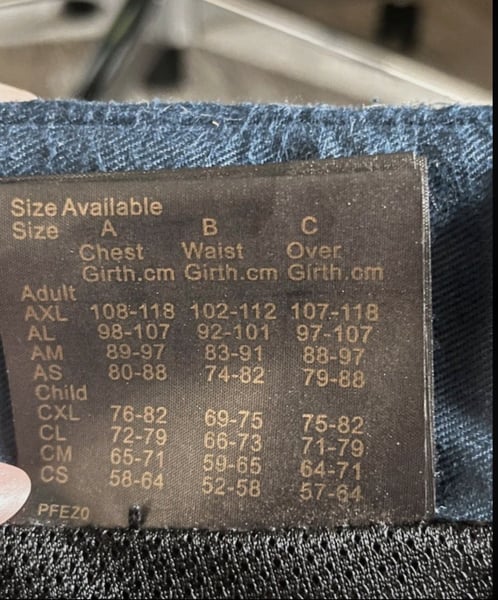 Size Available
Size A B C
Chest Waist Over
Girth.cm Girth.cm Girth.cm
Adult
AXL 108-118 102-112 107-118
AL 98-107 92-101 97-107
AM 89-97 83-91 88-97
AS 80-88 74-82 79-88
Child
CXL 76-82 69-75 75-82
CL 72-79 66-73 71-79
CM 65-71 59-65 64-71
CS 58-64 52-58 57-64
PFEZ0